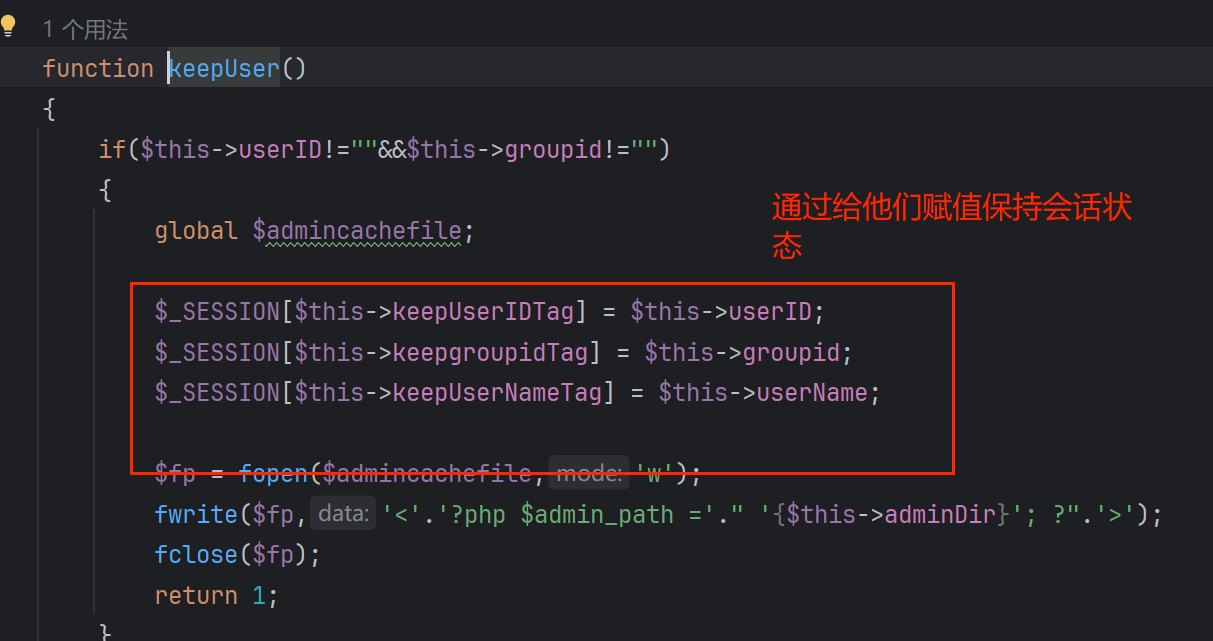 1 个用法
function keepUser()
{
if($this->userID!=""&&$this->groupid!="")
{
global $admincachefile;
通过给他们赋值保持会话状
态
$_SESSION[$this->keepUserIDTag] = $this->userID;
$_SESSION[$this->keepgroupidTag] = $this->groupid;
$_SESSION[$this->keepUserNameTag] = $this->userName;
$fp = fopen($admincachefile, mode: 'w');
fwrite($fp, data: '<'.'?php $admin_path ='." '{$this->adminDir}'; ?".'>');
fclose($fp);
return 1;
}